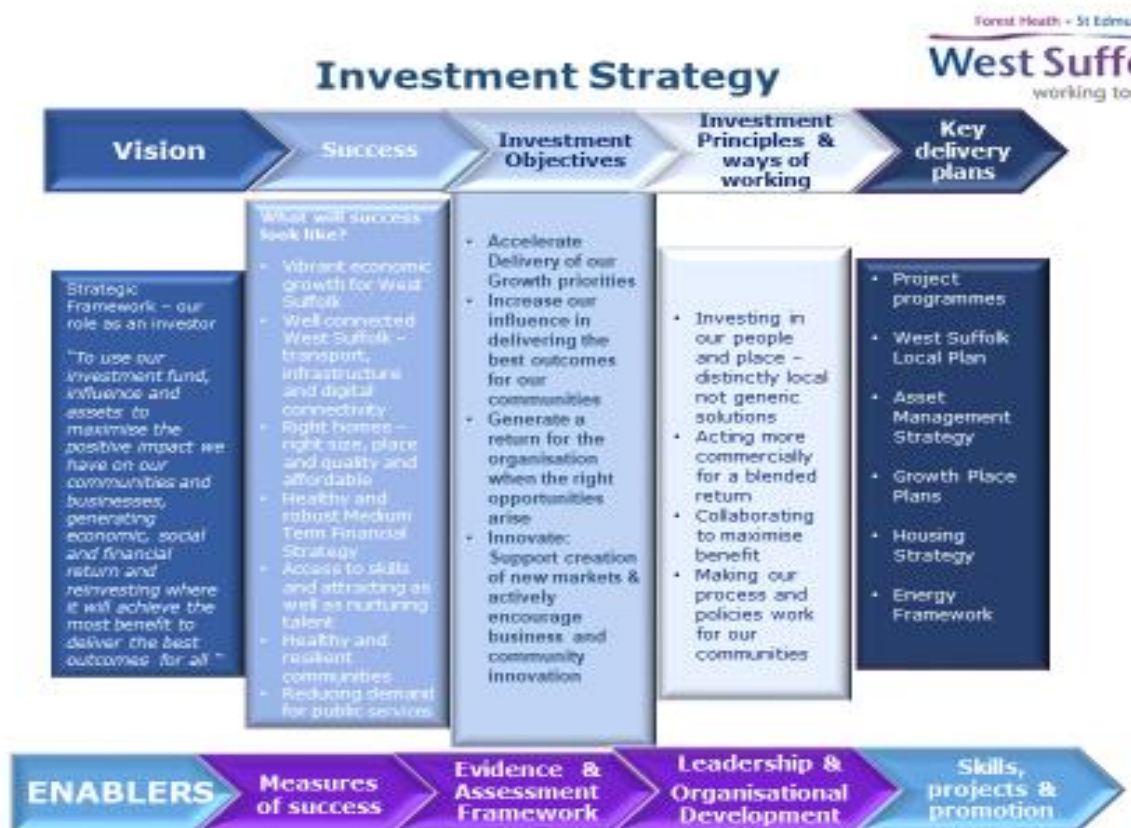 Forest Heath - St Edmu
West Suffo
working to
Investment Strategy
Vision
Success
Investment
Objectives
Investment
Principles &
ways of
working
Key
delivery
plans
Strategic
Framework – our
role as an investor
"To use our
investment fund,
influence and
assets to
maximise the
positive impact we
have on our
communities and
businesses,
generating
economic, social
and financial
return and
reinvesting where
it will achieve the
most benefit to
deliver the best
outcomes for all "
What will success
look like?
• Vibrant economic
growth for West
Suffolk
• Well connected
West Suffolk –
transport,
infrastructure
and digital
connectivity
• Right homes –
right size, place
and quality and
affordable
• Healthy and
robust Medium
Term Financial
Strategy
• Access to skills
and attracting as
well as nurturing
talent
• Healthy and
resilient
communities
• Reducing demand
for public services
• Accelerate
Delivery of our
Growth priorities
• Increase our
influence in
delivering the
best outcomes
for our
communities
• Generate a
return for the
organisation
when the right
opportunities
arise
• Innovate:
Support creation
of new markets &
actively
encourage
business and
community
innovation
• Investing in
our people
and place –
distinctly local
not generic
solutions
• Acting more
commercially
for a blended
return
• Collaborating
to maximise
benefit
• Making our
process and
policies work
for our
communities
• Project
programmes
• West Suffolk
Local Plan
• Asset
Management
Strategy
• Growth Place
Plans
• Housing
Strategy
• Energy
Framework
ENABLERS
Measures
of success
Evidence &
Assessment
Framework
Leadership &
Organisational
Development
Skills,
projects &
promotion